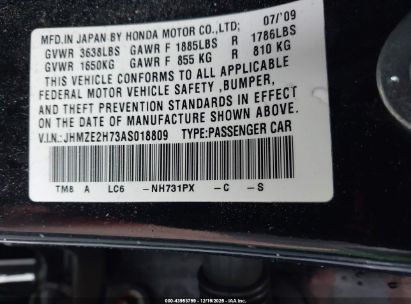 MFD.IN JAPAN BY HONDA MOTOR CO.,LTD; 07/'09
GVWR 3638LBS GAWR F 1885LBS R 1786LBS
GVWR 1650KG GAWR F 855 KG R 810 KG
THIS VEHICLE CONFORMS TO ALL APPLICABLE
FEDERAL MOTOR VEHICLE SAFETY ,BUMPER,
AND THEFT PREVENTION STANDARDS IN EFFECT
ON THE DATE OF MANUFACTURE SHOWN ABOVE.
V.I.N.: JHMZE2H73AS018809 TYPE:PASSENGER CAR
TM8 A LC6 -NH731PX -C -S